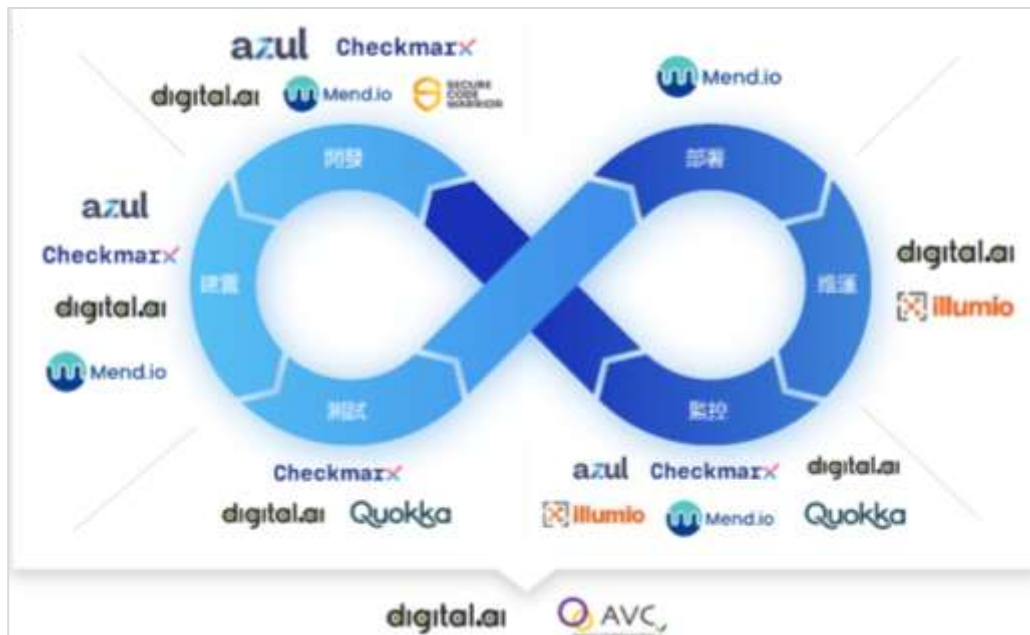 azul Checkmarx
digital.ai Mend.io SECURE CODE WARRIOR
Mend.io
開發
部署
azul
Checkmarx
digital.ai
Mend.io
建置
維運
digital.ai
illumio
測試
監控
Checkmarx
digital.ai Quokka
azul Checkmarx digital.ai
illumio Mend.io Quokka
digital.ai AVC